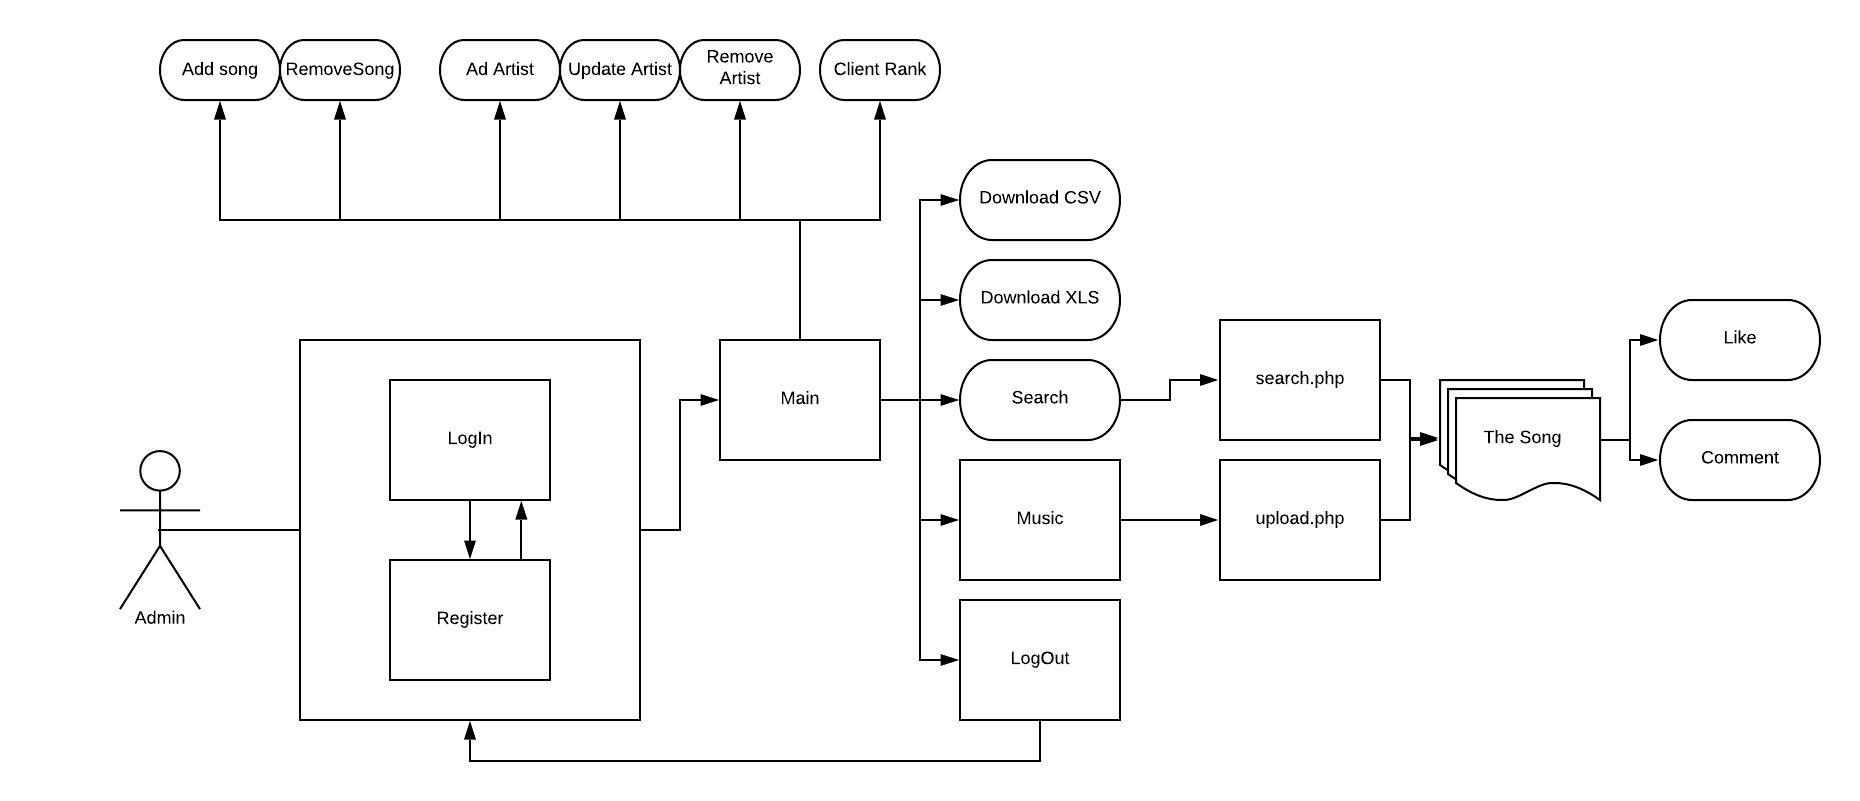 Add song
RemoveSong
Ad Artist
Update Artist
Remove
Artist
Client Rank
Download CSV
Download XLS
Search
Main
LogIn
Register
Admin
Music
LogOut
search.php
upload.php
The Song
Like
Comment